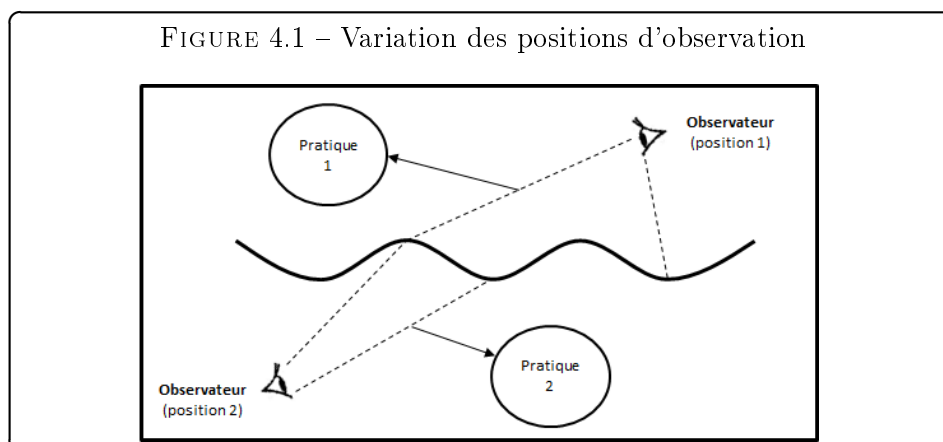 FIGURE 4.1 – Variation des positions d'observation
Pratique
1
Observateur
(position 1)
Observateur
(position 2)
Pratique
2